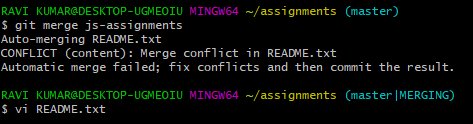 RAVI KUMAR@DESKTOP-UGMEOIU MINGW64 ~/assignments (master)
$ git merge js-assignments
Auto-merging README.txt
CONFLICT (content): Merge conflict in README.txt
Automatic merge failed; fix conflicts and then commit the result.
RAVI KUMAR@DESKTOP-UGMEOIU MINGW64 ~/assignments (master|MERGING)
$ vi README.txt